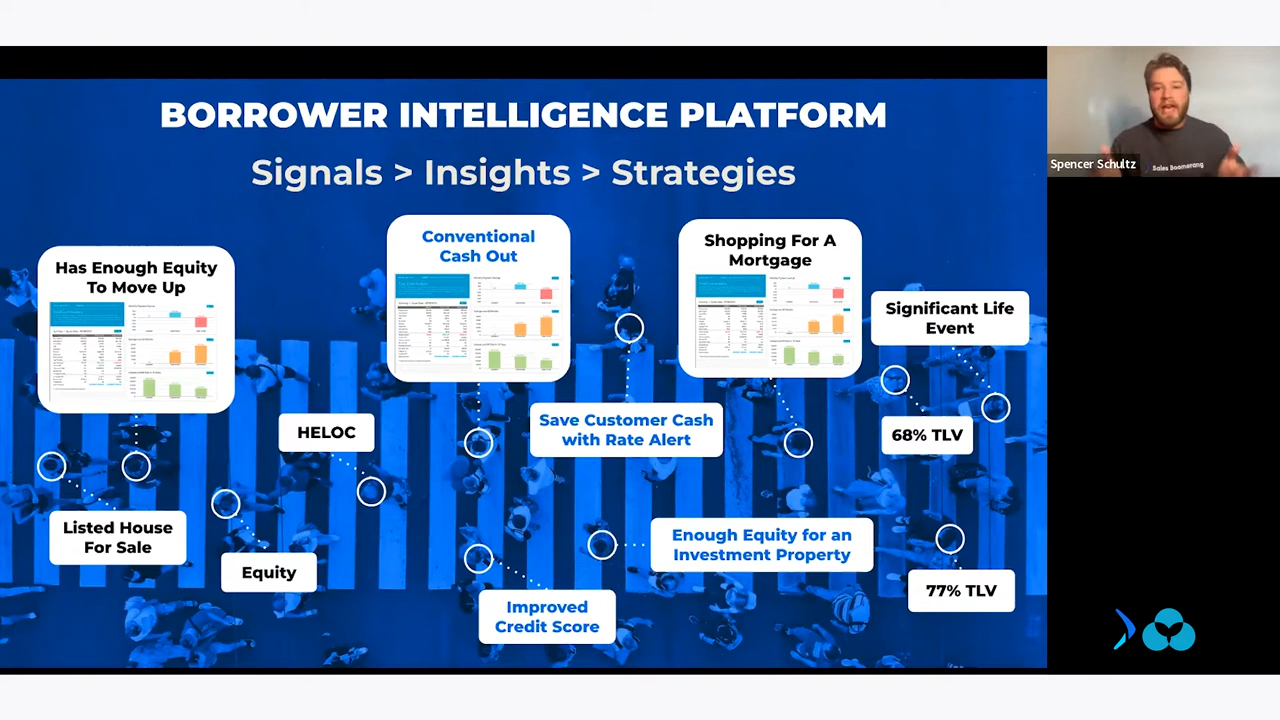 BORROWER INTELLIGENCE PLATFORM
Signals > Insights > Strategies
Spencer Schultz
Sales Boomerang
Has Enough Equity
To Move Up
Conventional
Cash Out
Shopping For A
Mortgage
Significant Life
Event
HELOC
Save Customer Cash
with Rate Alert
68% TLV
Listed House
For Sale
Equity
Enough Equity for an
Investment Property
Improved
Credit Score
77% TLV